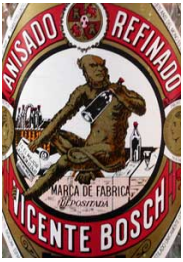 ANISADO REFINADO
MARCA DE FABRICA
DEPOSITADA
VICENTE BOSCH